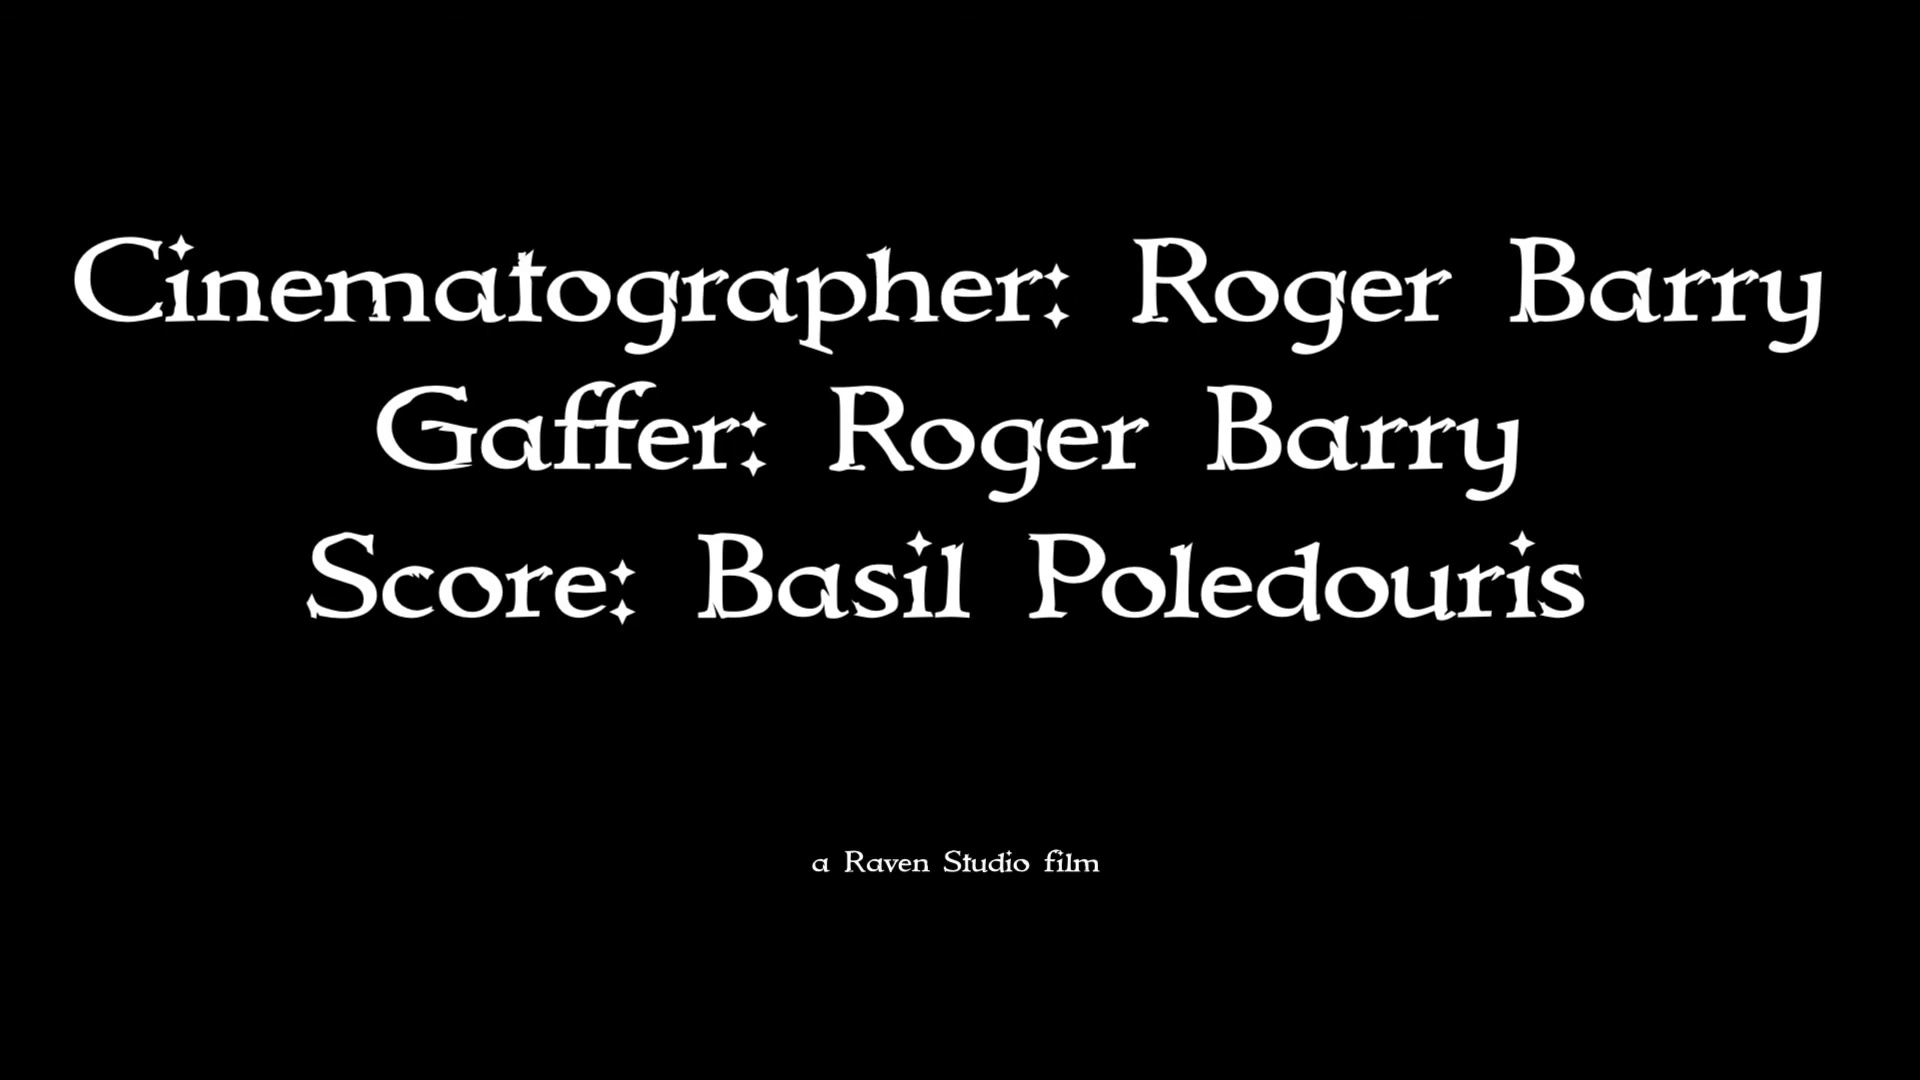 Cinematographer: Roger Barry
Gaffer: Roger Barry
Score: Basil Poledouris
a Raven Studio film